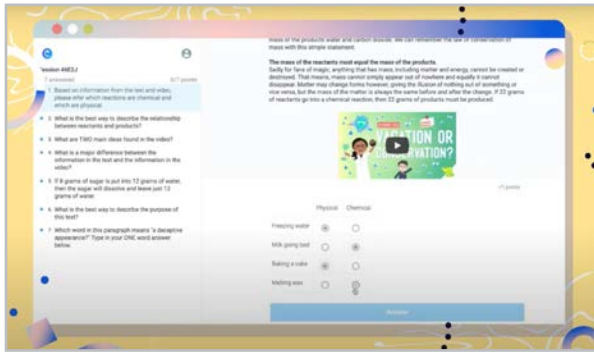 Session 46ESJ
7 answered
6/7 points
1. Based on information from the text and video,
please infer which reactions are chemical and
which are physical.
2. What is the best way to describe the relationship
between reactants and products?
3. What are TWO main ideas found in the video?
4. What is a major difference between the
information in the text and the information in the
video?
5. If 8 grams of sugar is put into 12 grams of water,
then the sugar will dissolve and leave just 12
grams of water.
6. What is the best way to describe the purpose of
this text?
7. Which word in this paragraph means "a deceptive
appearance?" Type in your ONE word answer
below.
mass of the products water and carbon dioxide. We can remember the law of conservation of
mass with this simple statement:
The mass of the reactants must equal the mass of the products.
Sadly for fans of magic, anything that has mass, including matter and energy, cannot be created or
destroyed. That means, mass cannot simply appear out of nowhere and equally it cannot
disappear. Matter may change forms however, giving the illusion of nothing out of something or
vice versa, but the mass of the matter is always the same before and after the change. If 22 grams
of reactants go into a chemical reaction, then 22 grams of products must be produced.
VACATION OR
CONSERVATION?
/1 points
Physical Chemical
Freezing water
Milk going bad
Baking a cake
Melting wax
Answer